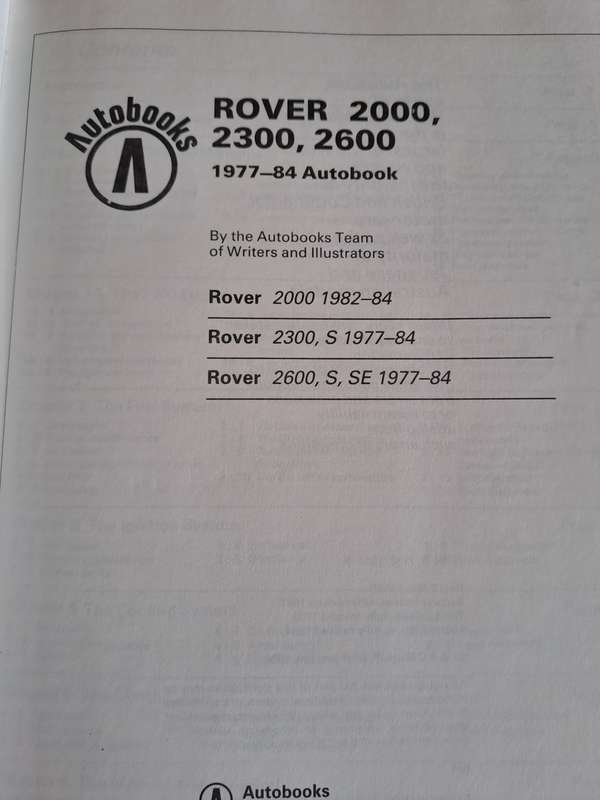 Autobooks
ROVER 2000,
2300, 2600
1977–84 Autobook
By the Autobooks Team
of Writers and Illustrators
Rover 2000 1982–84
Rover 2300, S 1977–84
Rover 2600, S, SE 1977–84
Autobooks